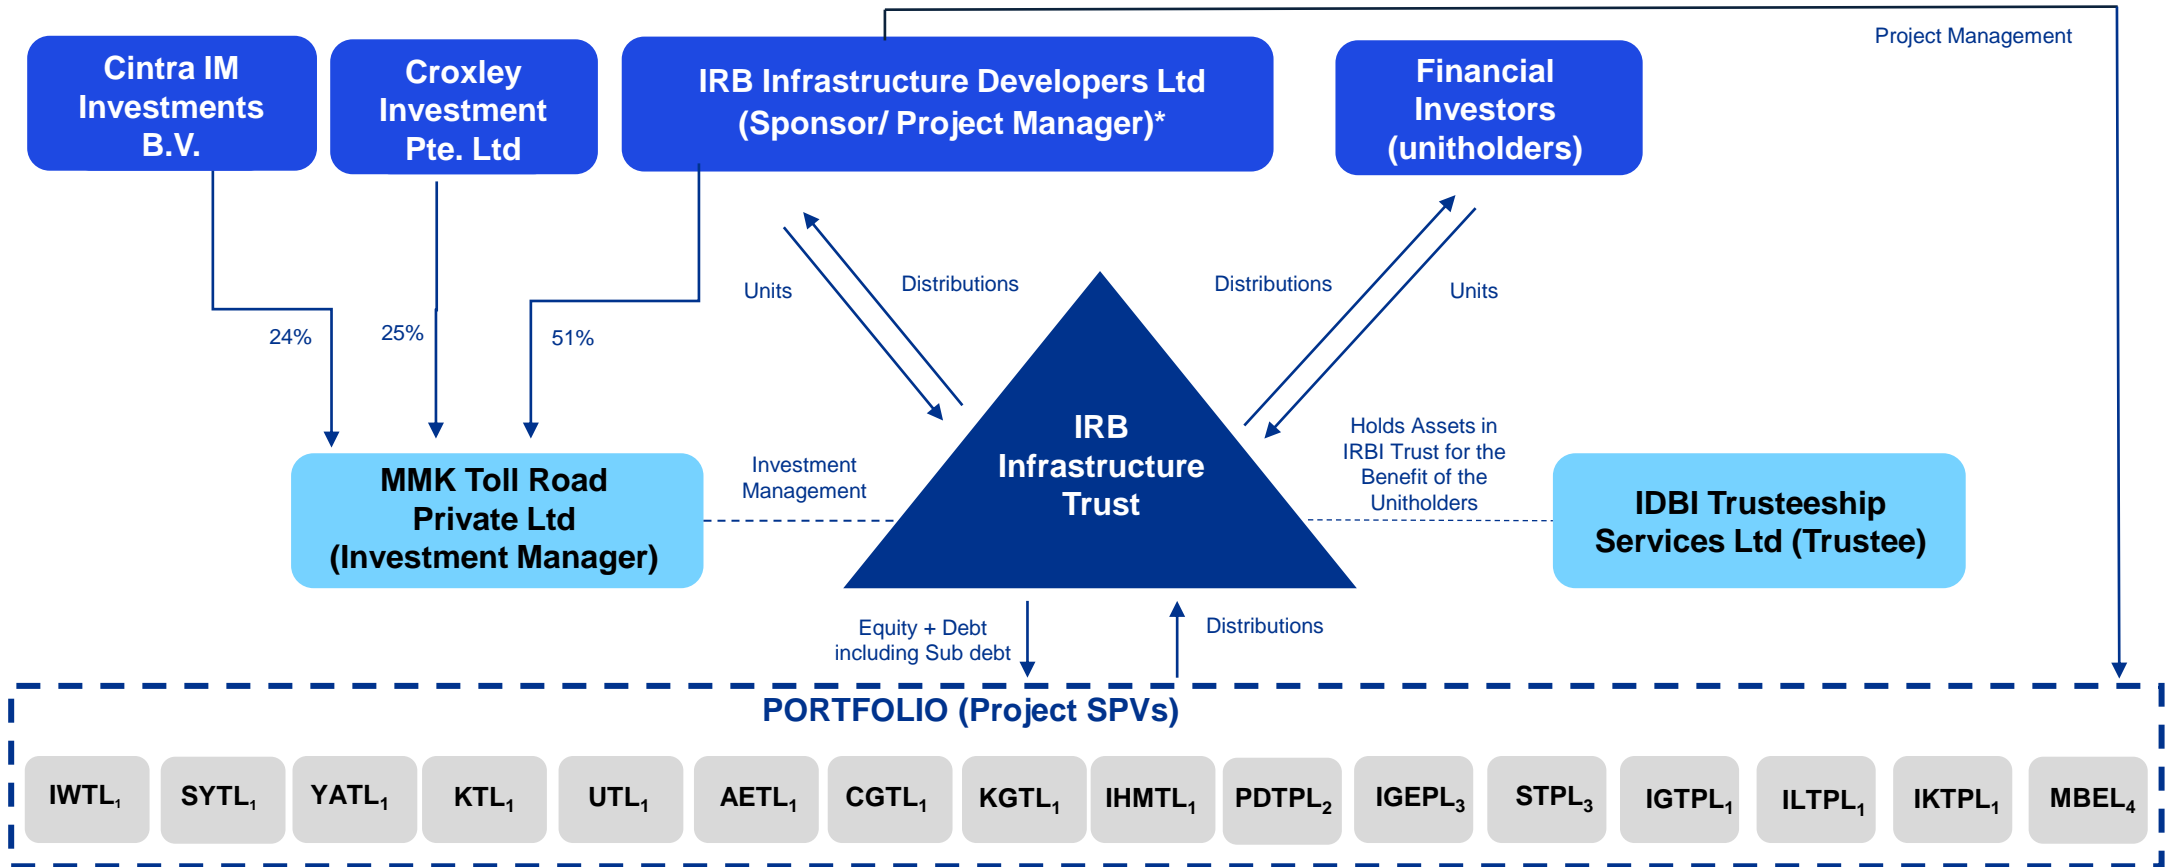 Project Management
Cintra IM
Investments
B.V.
Croxley
Investment
Pte. Ltd
IRB Infrastructure Developers Ltd
(Sponsor/ Project Manager)*
Financial
Investors
(unitholders)
Units
Distributions
Distributions
Units
24%
25%
51%
MMK Toll Road
Private Ltd
(Investment Manager)
Investment
Management
IRB
Infrastructure
Trust
Holds Assets in
IRBI Trust for the
Benefit of the
Unitholders
IDBI Trusteeship
Services Ltd (Trustee)
Equity + Debt
including Sub debt
Distributions
PORTFOLIO (Project SPVs)
IWTL₁
SYTL₁
YATL₁
KTL₁
UTL₁
AETL₁
CGTL₁
KGTL₁
IHMTL₁
PDTPL₂
IGEPL₃
STPL₃
IGTPL₁
ILTPL₁
IKTPL₁
MBEL₄